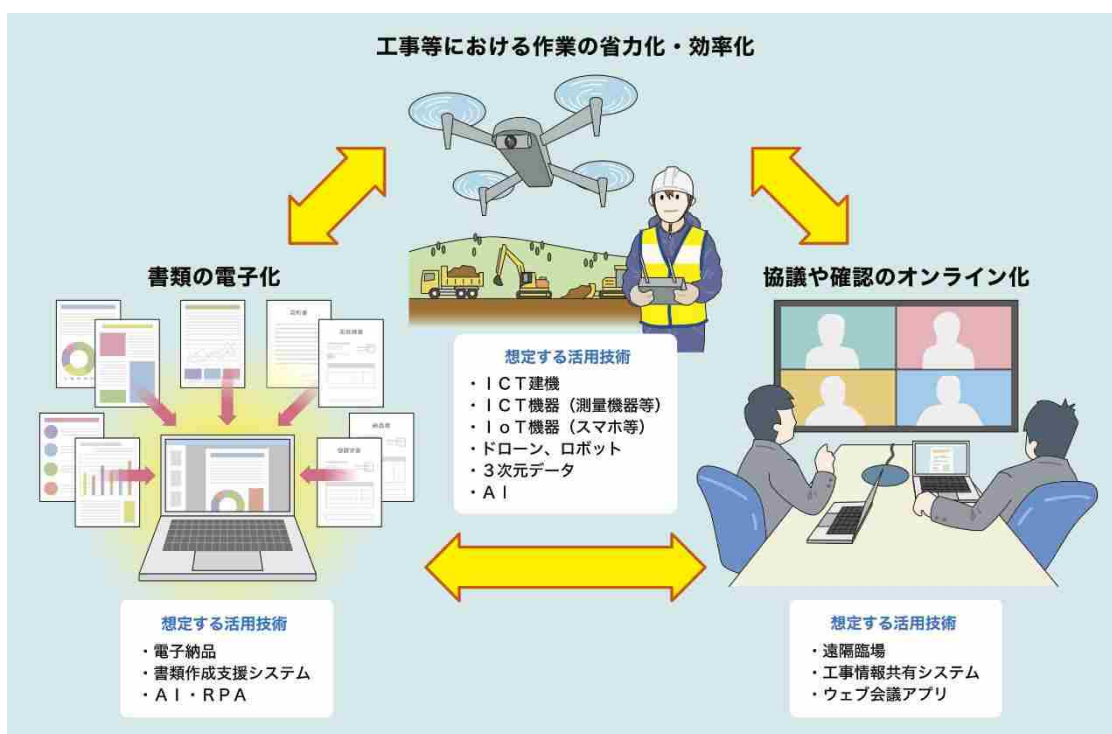 工事等における作業の省力化・効率化
書類の電子化
協議や確認のオンライン化
契約書
想定する活用技術
・ＩＣＴ建機
・ＩＣＴ機器（測量機器等）
・ＩｏＴ機器（スマホ等）
・ドローン、ロボット
・３次元データ
・ＡＩ
想定する活用技術
・電子納品
・書類作成支援システム
・ＡＩ・ＲＰＡ
想定する活用技術
・遠隔臨場
・工事情報共有システム
・ウェブ会議アプリ